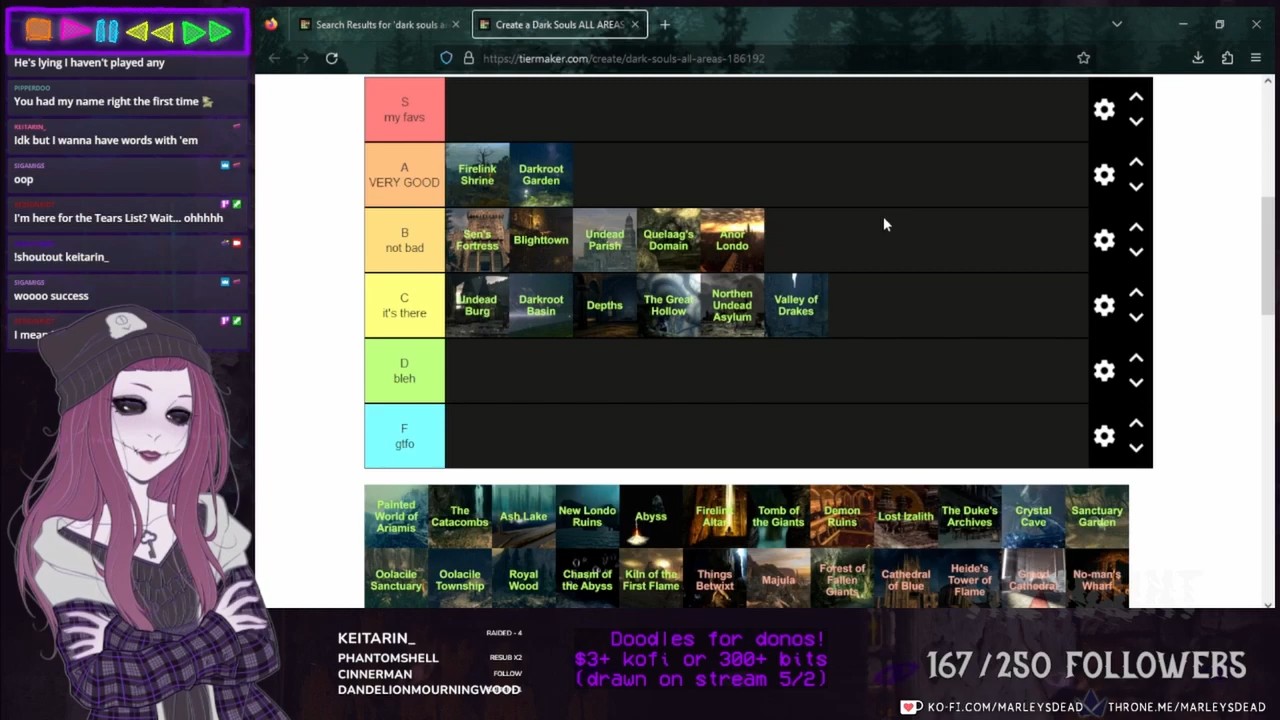 He's lying I haven't played any
PIPPERDOO
You had my name right the first time
KEITARIN_
Idk but I wanna have words with 'em
SIGAMIGS
oop
I'm here for the Tears List? Wait... ohhhhh
!shoutout keitarin_
SIGAMIGS
woooo success
I mea
Search Results for 'dark souls a
Create a Dark Souls ALL AREAS
https://tiermaker.com/create/dark-souls-all-areas-186192
S
my favs
A
VERY GOOD
Firelink Shrine
Darkroot Garden
B
not bad
Sen's Fortress
Blighttown
Undead Parish
Quelaag's Domain
Anor Londo
C
it's there
Undead Burg
Darkroot Basin
Depths
The Great Hollow
Northen Undead Asylum
Valley of Drakes
D
bleh
F
gtfo
Painted World of Ariamis
The Catacombs
Ash Lake
New Londo Ruins
Abyss
Firelink Altar
Tomb of the Giants
Demon Ruins
Lost Izalith
The Duke's Archives
Crystal Cave
Sanctuary Garden
Oolacile Sanctuary
Oolacile Township
Royal Wood
Chasm of the Abyss
Kiln of the First Flame
Things Betwixt
Majula
Forest of Fallen Giants
Cathedral of Blue
Heide's Tower of Flame
Grand Cathedral
No-man's Wharf
KEITARIN_
RAIDED - 4
PHANTOMSHELL
RESUB X2
CINNERMAN
FOLLOW
DANDELIONMOURNINGWOOD
Doodles for donos!
$3+ kofi or 300+ bits
(drawn on stream 5/2)
167/250 FOLLOWERS
KO-FI.COM/MARLEYSDEAD
THRONE.ME/MARLEYSDEAD